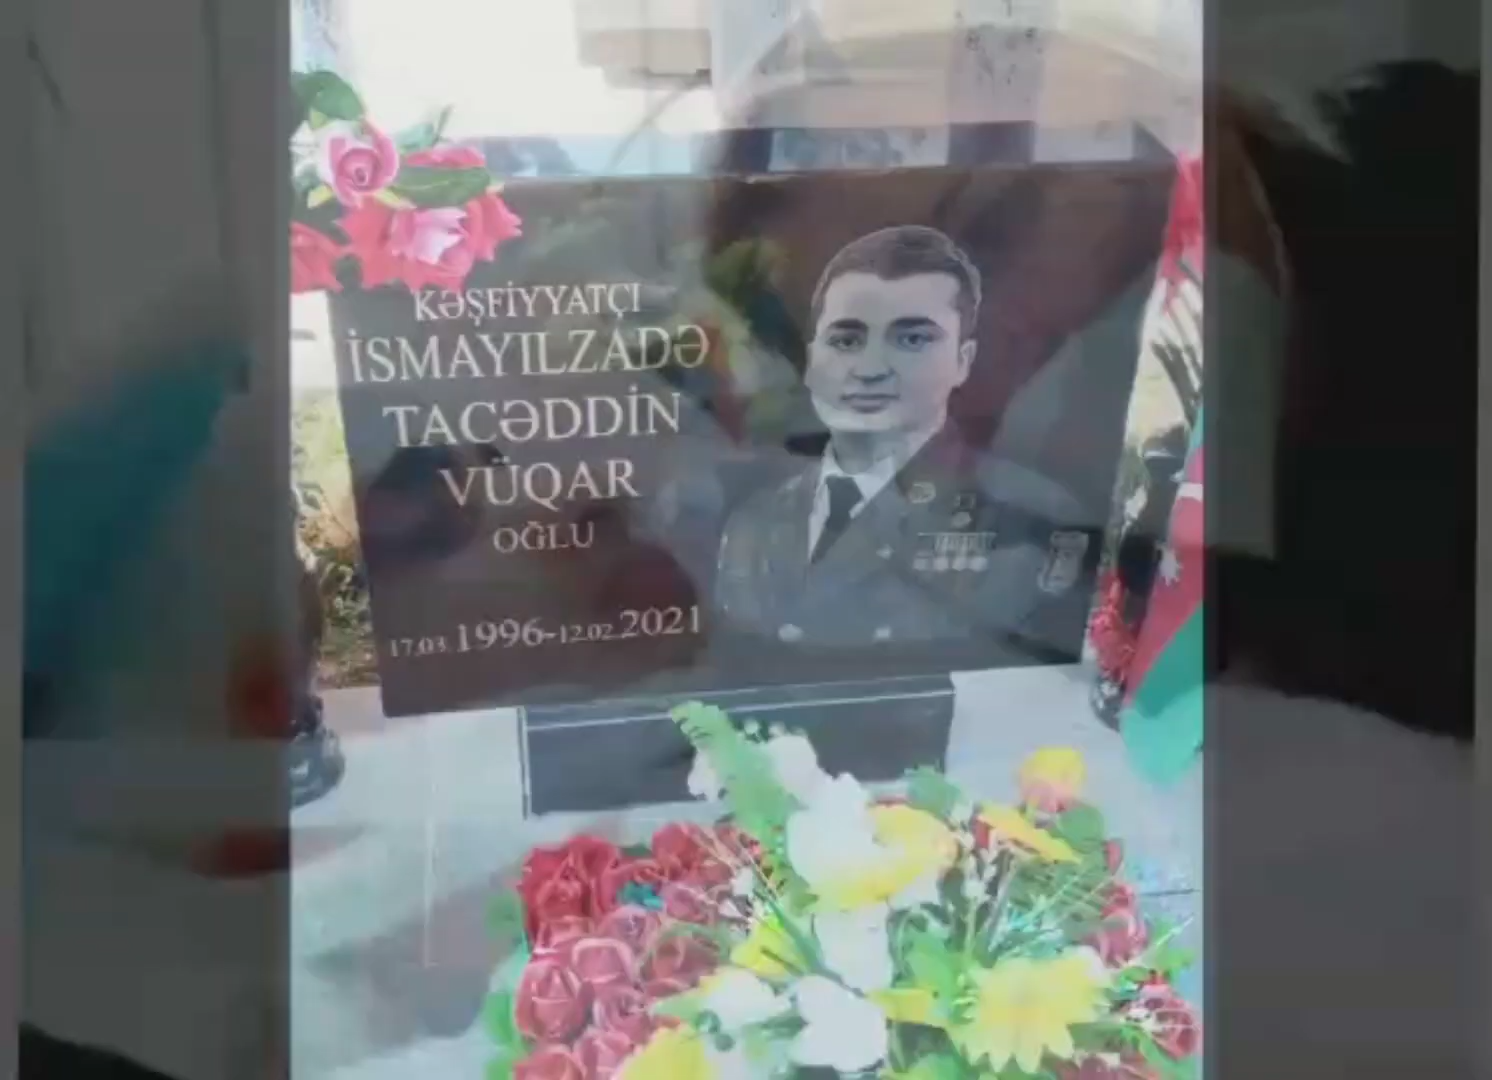 KƏŞFİYYATÇI
İSMAYILZADƏ
TACƏDDİN
VÜQAR
OĞLU
17.03.1996-12.02.2021